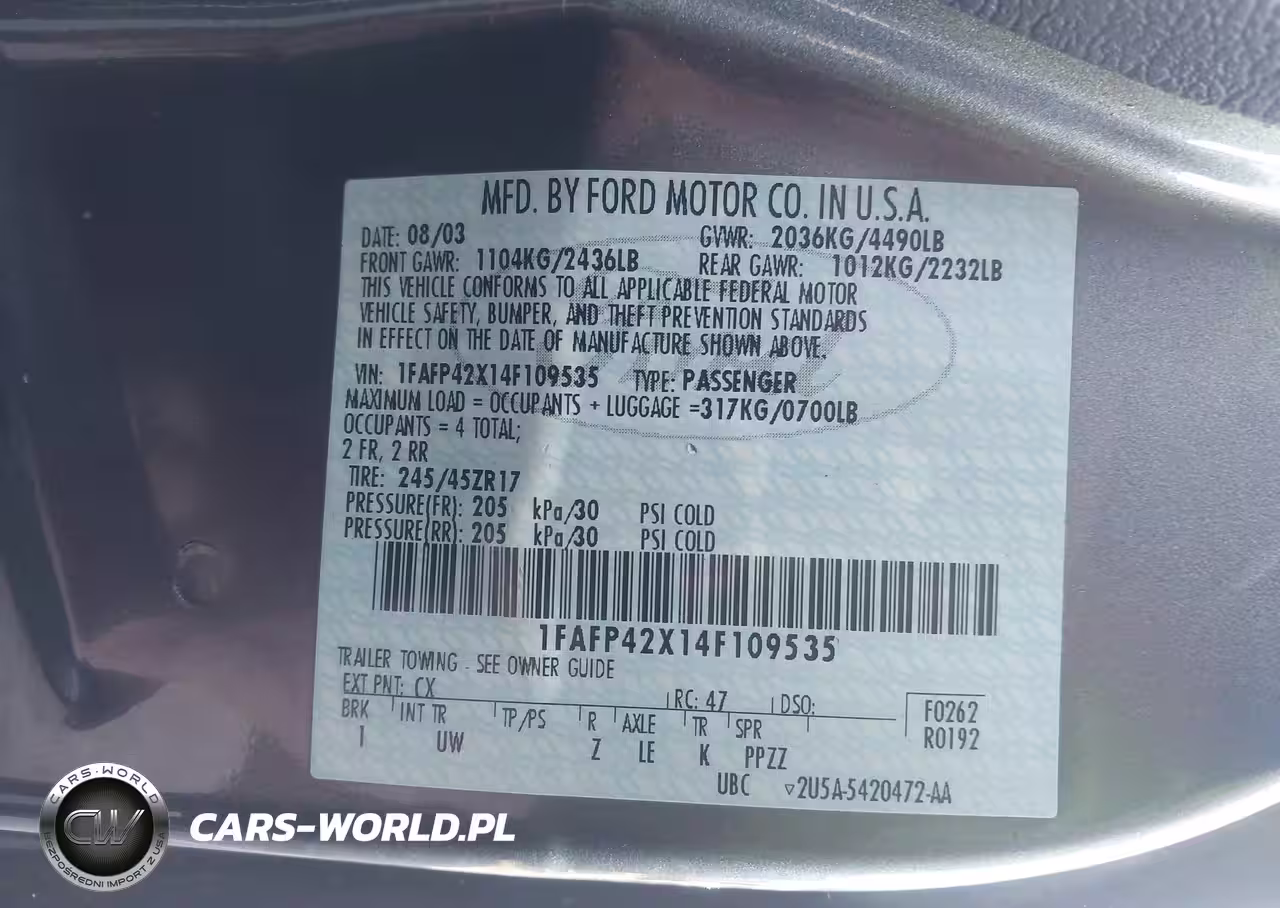 MFD. BY FORD MOTOR CO. IN U.S.A.
DATE: 08/03 GVWR: 2036KG/4490LB
FRONT GAWR: 1104KG/2436LB REAR GAWR: 1012KG/2232LB
THIS VEHICLE CONFORMS TO ALL APPLICABLE FEDERAL MOTOR
VEHICLE SAFETY, BUMPER, AND THEFT PREVENTION STANDARDS
IN EFFECT ON THE DATE OF MANUFACTURE SHOWN ABOVE.
VIN: 1FAFP42X14F109535 TYPE: PASSENGER
MAXIMUM LOAD = OCCUPANTS + LUGGAGE =317KG/0700LB
OCCUPANTS = 4 TOTAL;
2 FR, 2 RR
TIRE: 245/45ZR17
PRESSURE(FR): 205 kPa/30 PSI COLD
PRESSURE(RR): 205 kPa/30 PSI COLD
1FAFP42X14F109535
TRAILER TOWING - SEE OWNER GUIDE
EXT PNT: CX RC: 47 DSO:
BRK INT TR TP/PS R AXLE TR SPR
1 UW Z LE K PPZZ
F0262
R0192
UBC ▽2U5A-5420472-AA
CARS-WORLD
CW
BEZPOŚREDNI IMPORT Z USA
CARS-WORLD.PL